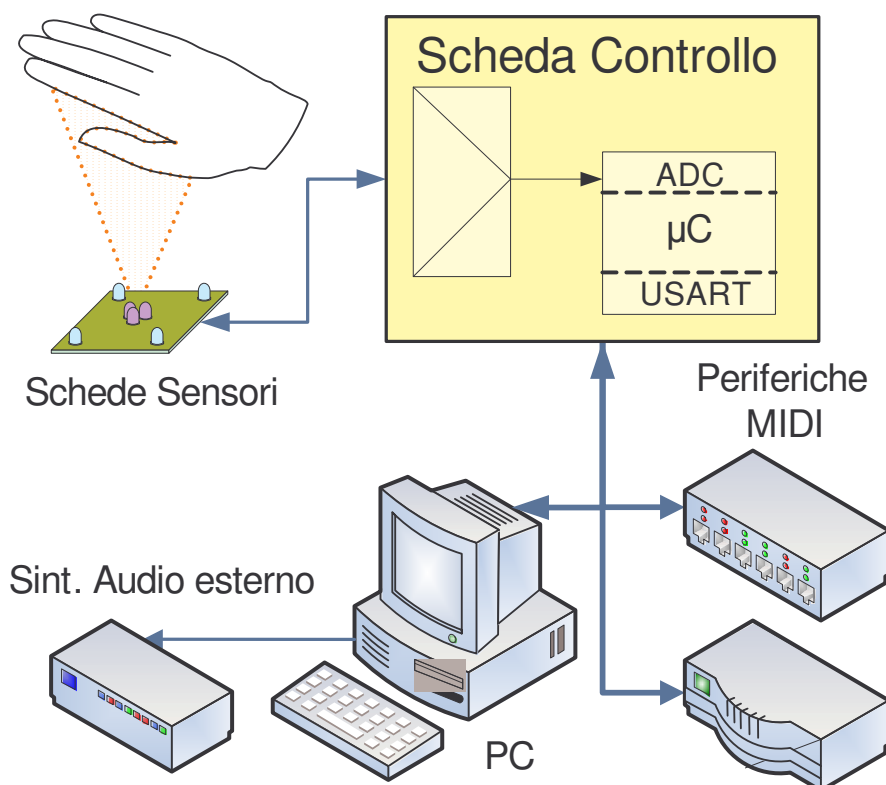 Scheda Controllo
ADC
µC
USART
Schede Sensori
Periferiche
MIDI
Sint. Audio esterno
PC